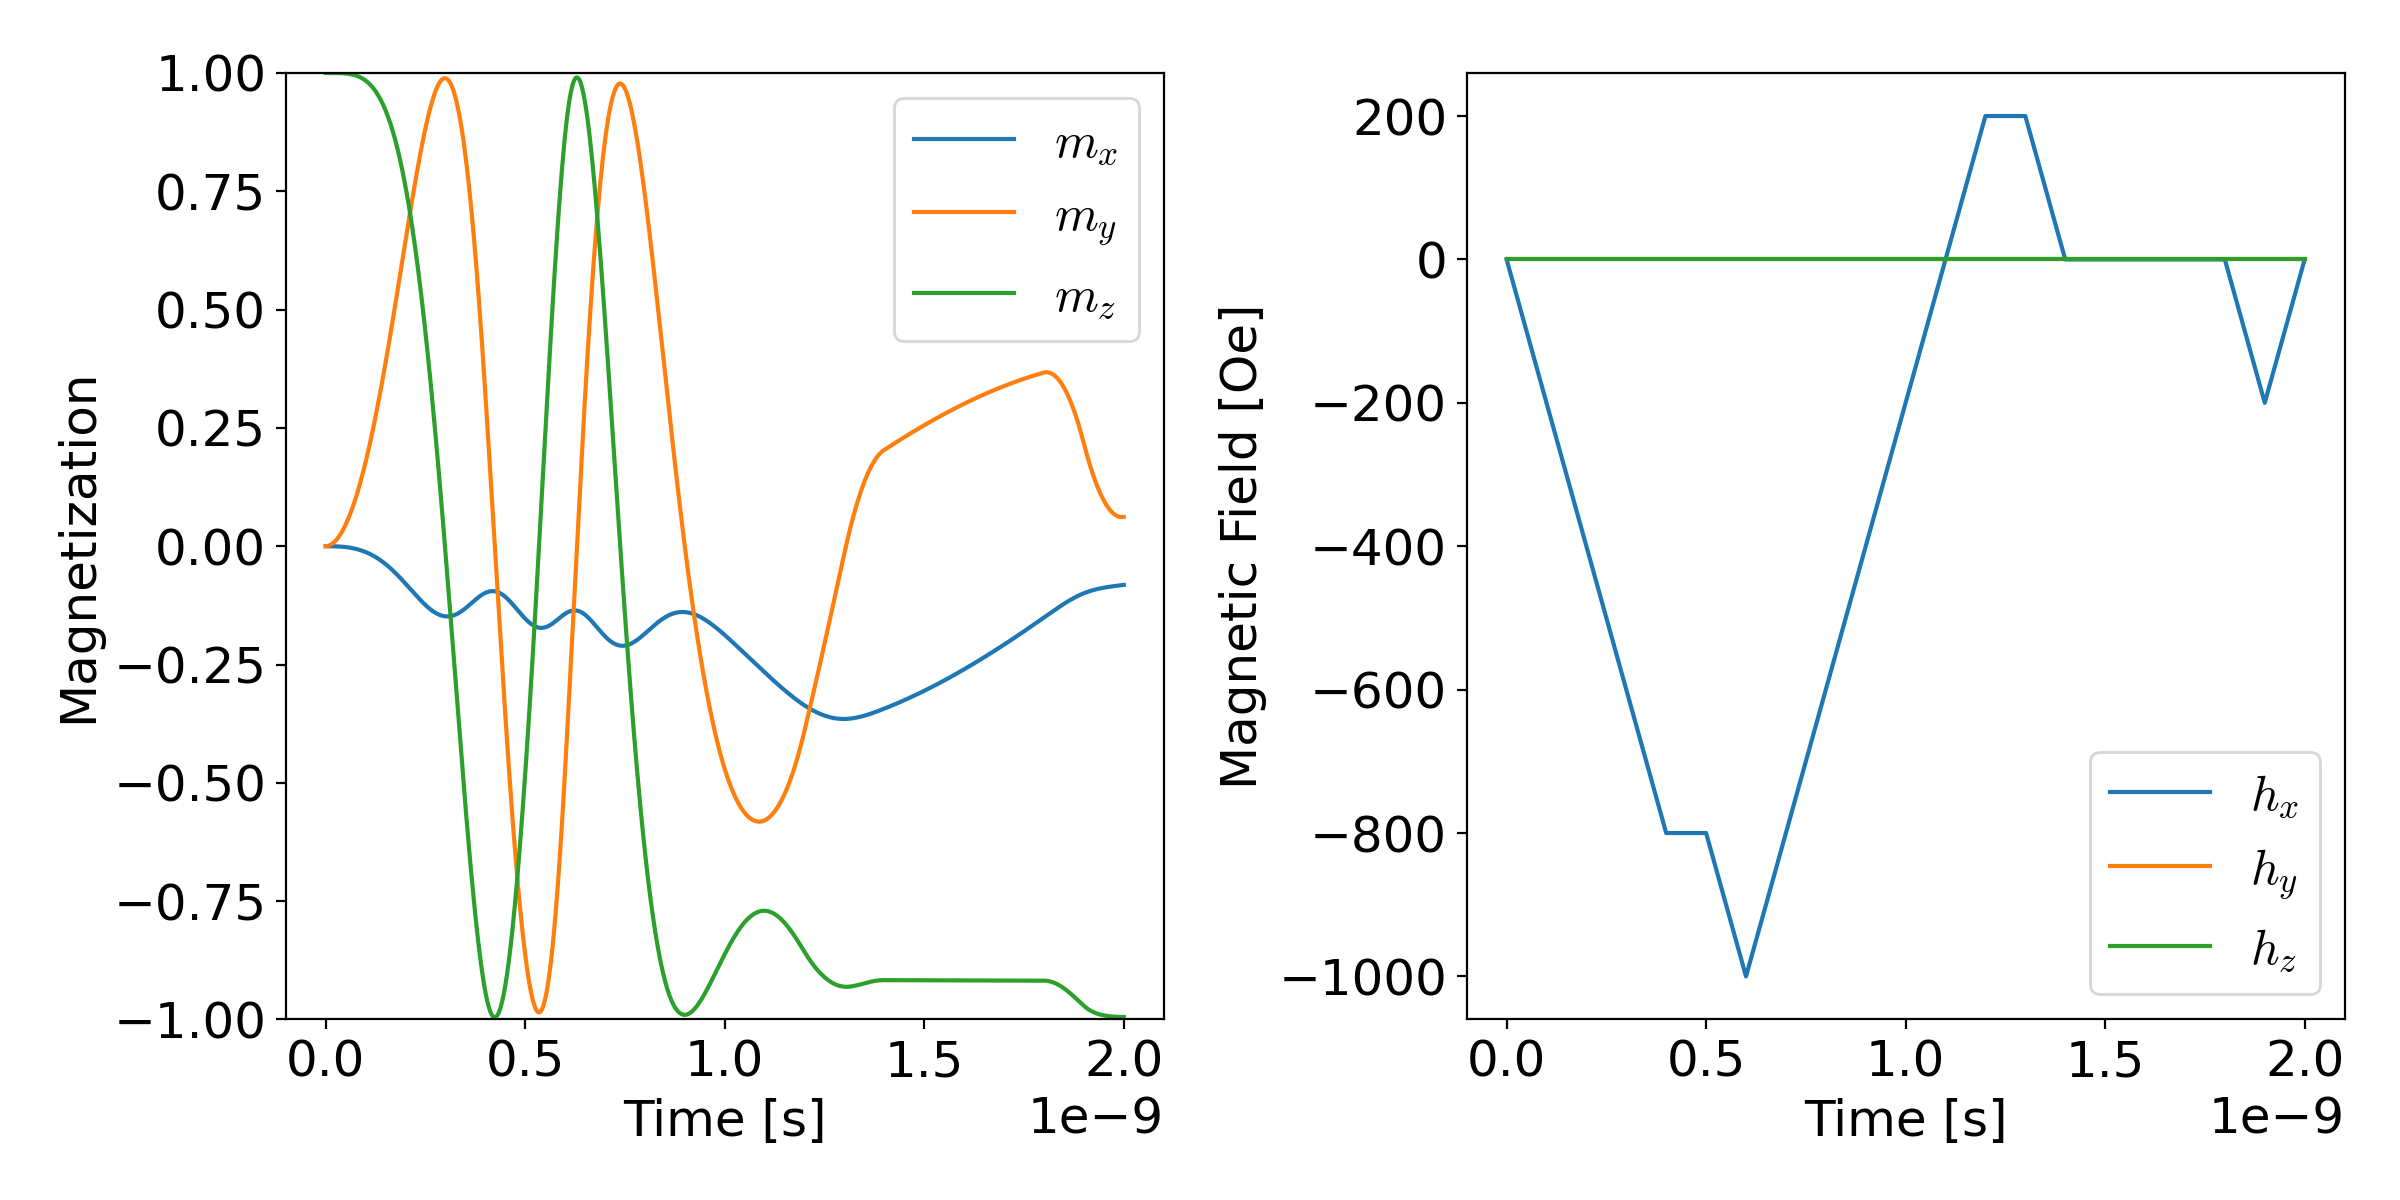 Magnetization
1.00
0.75
0.50
0.25
0.00
−0.25
−0.50
−0.75
−1.00
0.0 0.5 1.0 1.5 2.0
Time [s]
1e−9
m_x
m_y
m_z
Magnetic Field [Oe]
200
0
−200
−400
−600
−800
−1000
0.0 0.5 1.0 1.5 2.0
Time [s]
1e−9
h_x
h_y
h_z